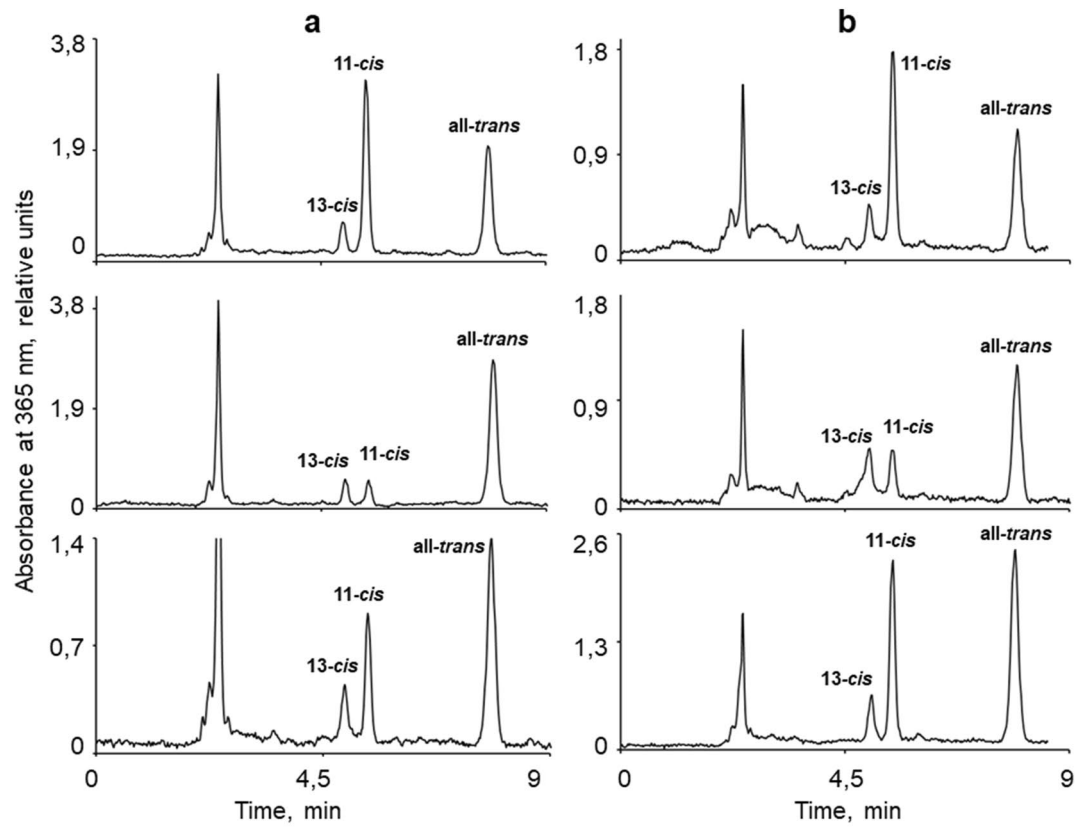 a
b
Absorbance at 365 nm, relative units
3,8
1,9
0
13-cis
11-cis
all-trans
1,8
0,9
0
13-cis
11-cis
all-trans
3,8
1,9
0
13-cis
11-cis
all-trans
1,8
0,9
0
13-cis
11-cis
all-trans
1,4
0,7
0
13-cis
11-cis
all-trans
2,6
1,3
0
13-cis
11-cis
all-trans
0
4,5
9
0
4,5
9
Time, min
Time, min